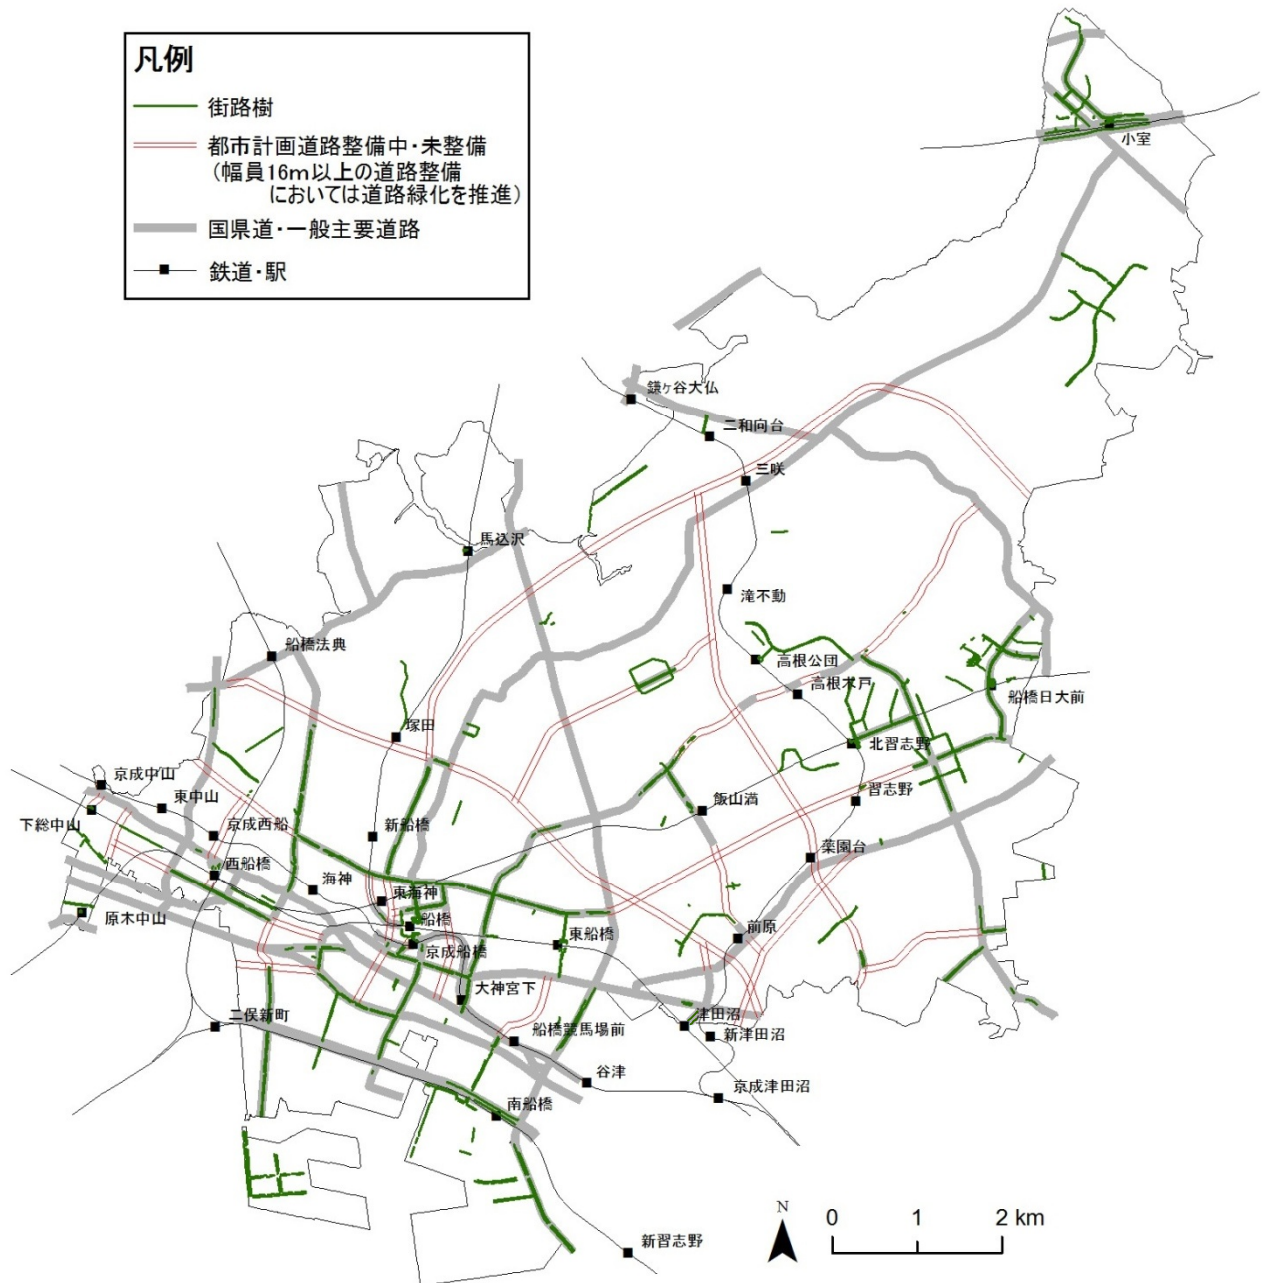 凡例
街路樹
都市計画道路整備中・未整備
(幅員16m以上の道路整備
においては道路緑化を推進)
国県道・一般主要道路
鉄道・駅
小室
鎌ヶ谷大仏
二和向台
三咲
馬込沢
滝不動
船橋法典
高根公団
高根木戸
船橋日大前
塚田
北習志野
京成中山
東中山
習志野
飯山満
下総中山
京成西船
新船橋
薬園台
西船橋
海神
東海神
原木中山
船橋
東船橋
前原
京成船橋
大神宮下
二俣新町
船橋競馬場前
津田沼
新津田沼
谷津
京成津田沼
南船橋
新習志野
N
0 1 2 km